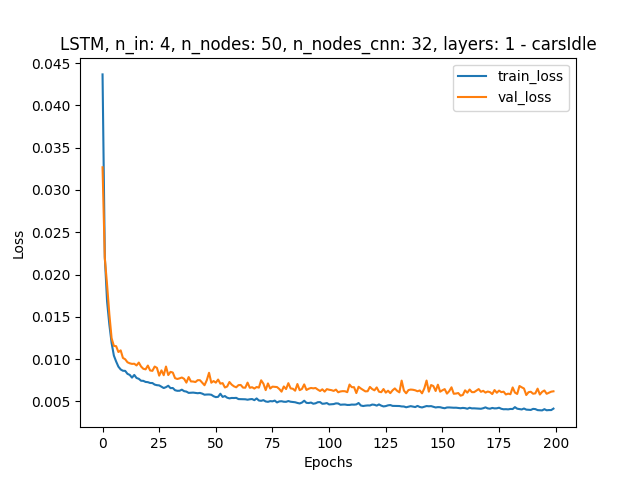 LSTM, n_in: 4, n_nodes: 50, n_nodes_cnn: 32, layers: 1 - carsIdle
train_loss
val_loss
0.045
0.040
0.035
0.030
0.025
0.020
0.015
0.010
0.005
Loss
0 25 50 75 100 125 150 175 200
Epochs